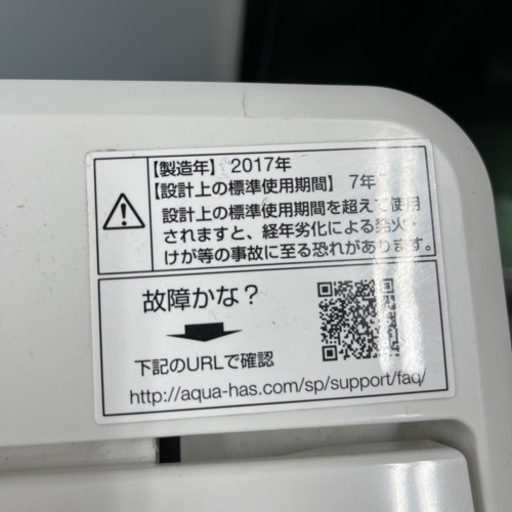 【製造年】 2017年
【設計上の標準使用期間】 7年
設計上の標準使用期間を超えて使用
されますと、経年劣化による発火・
けが等の事故に至る恐れがあります。
故障かな？
下記のURLで確認
http://aqua-has.com/sp/support/faq/